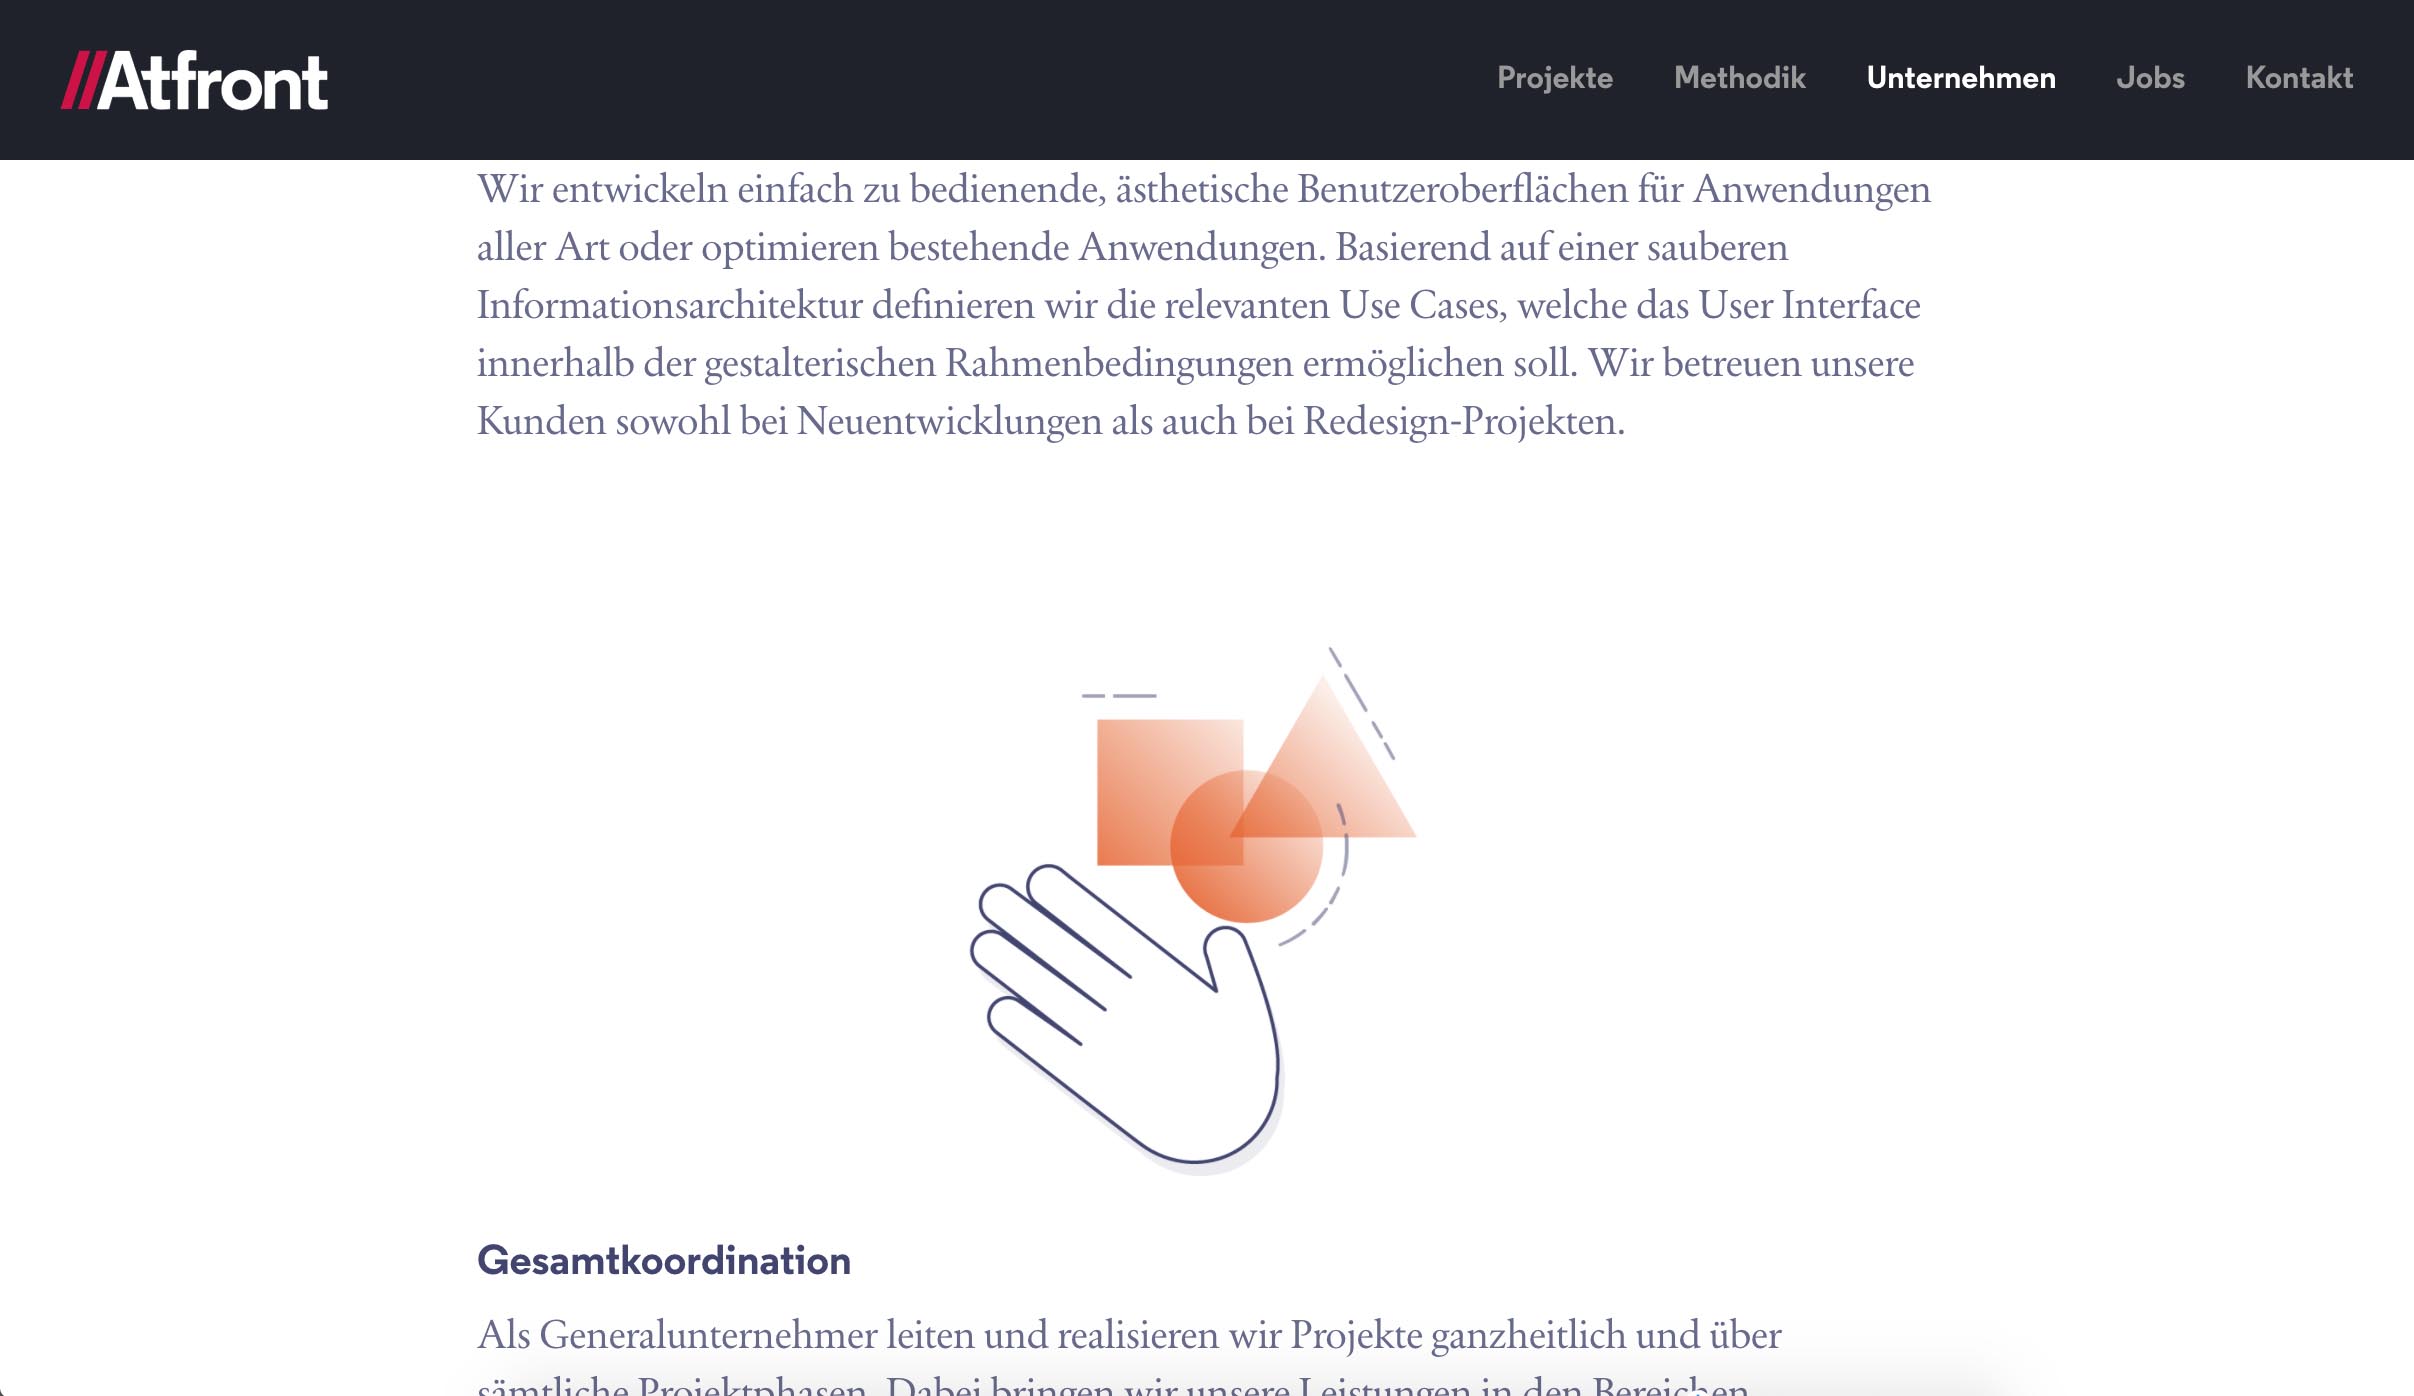 //Atfront
Projekte Methodik Unternehmen Jobs Kontakt
Wir entwickeln einfach zu bedienende, ästhetische Benutzeroberflächen für Anwendungen
aller Art oder optimieren bestehende Anwendungen. Basierend auf einer sauberen
Informationsarchitektur definieren wir die relevanten Use Cases, welche das User Interface
innerhalb der gestalterischen Rahmenbedingungen ermöglichen soll. Wir betreuen unsere
Kunden sowohl bei Neuentwicklungen als auch bei Redesign-Projekten.
Gesamtkoordination
Als Generalunternehmer leiten und realisieren wir Projekte ganzheitlich und über
sämtliche Projektphasen. Dabei bringen wir unsere Leistungen in den Bereichen